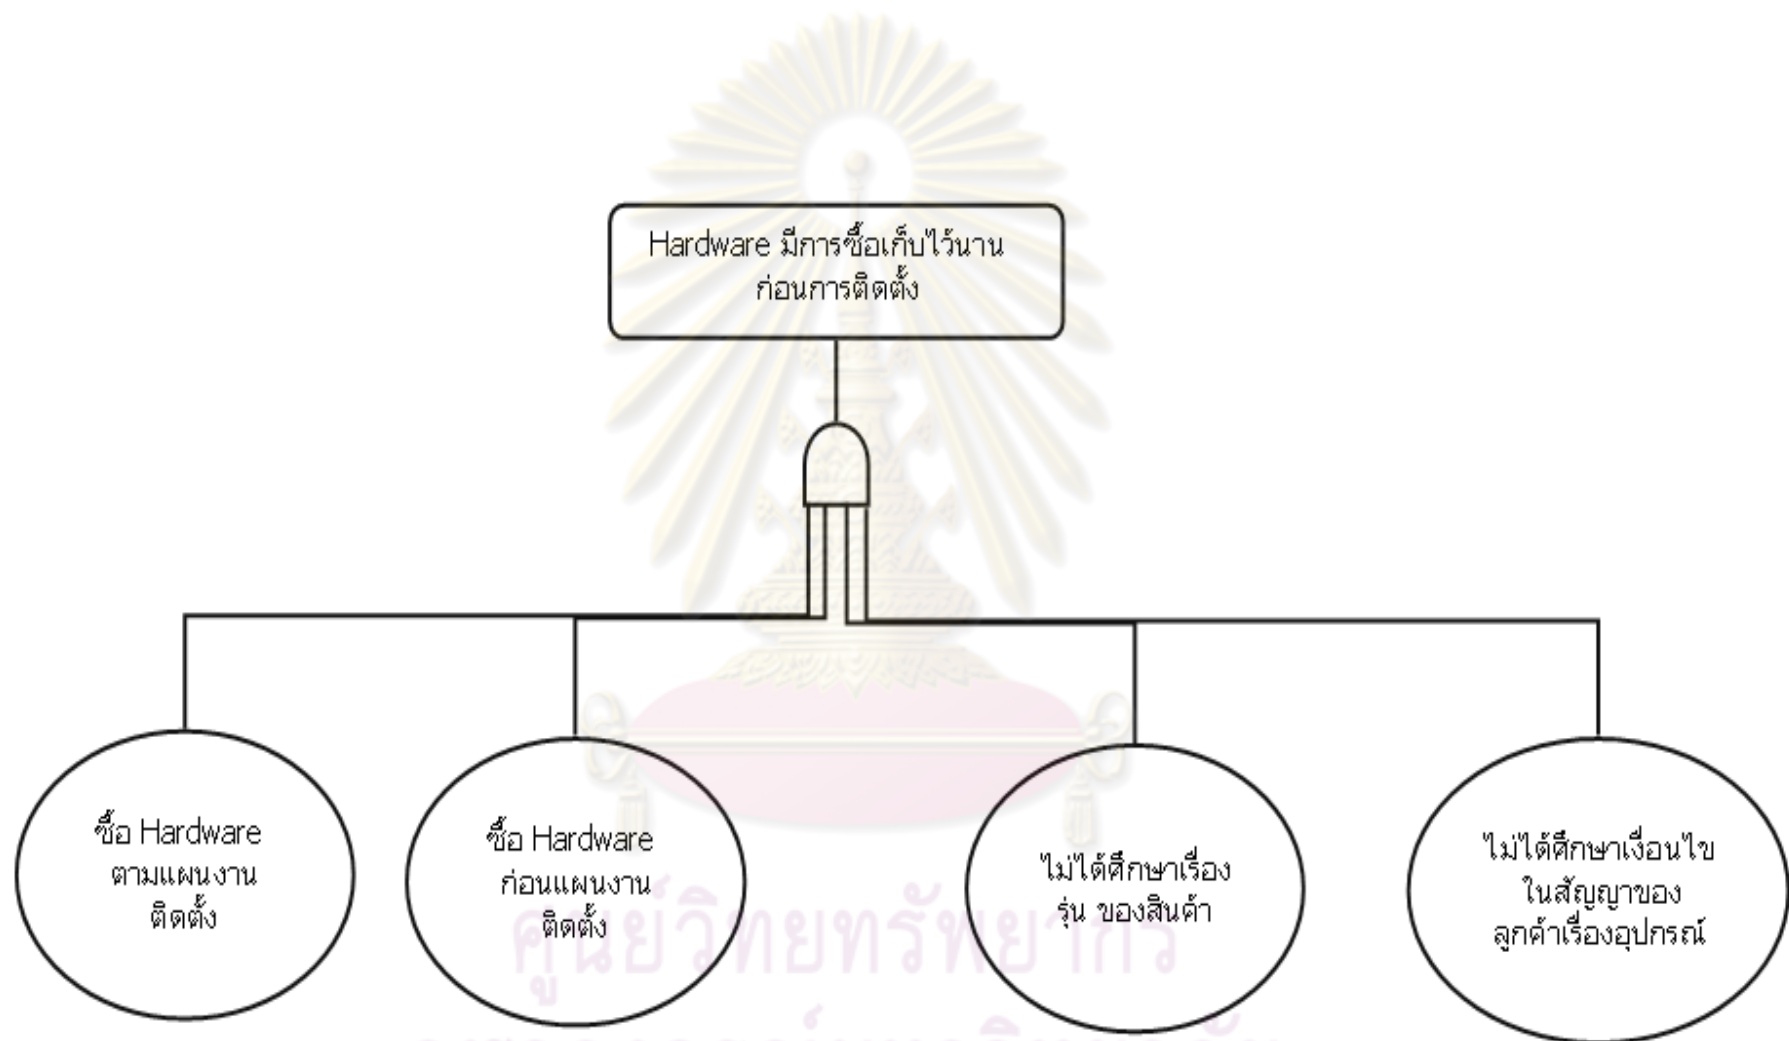 Hardware มีการซื้อเก็บไว้นาน
ก่อนการติดตั้ง
ซื้อ Hardware
ตามแผนงาน
ติดตั้ง
ซื้อ Hardware
ก่อนแผนงาน
ติดตั้ง
ไม่ได้ศึกษาเรื่อง
รุ่น ของสินค้า
ไม่ได้ศึกษาเงื่อนไข
ในสัญญาของ
ลูกค้าเรื่องอุปกรณ์
ศูนย์วิทยทรัพยากร